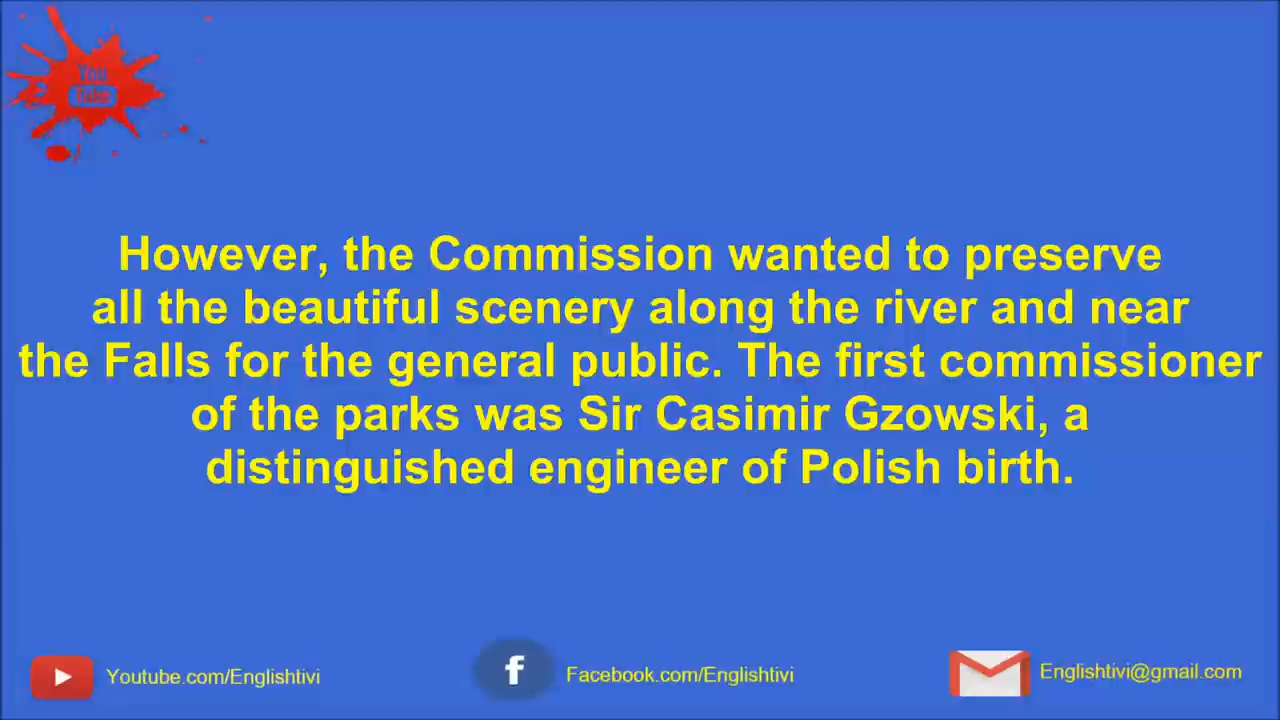 You
Tube
However, the Commission wanted to preserve
all the beautiful scenery along the river and near
the Falls for the general public. The first commissioner
of the parks was Sir Casimir Gzowski, a
distinguished engineer of Polish birth.
Youtube.com/Englishtivi
f
Facebook.com/Englishtivi
Englishtivi@gmail.com